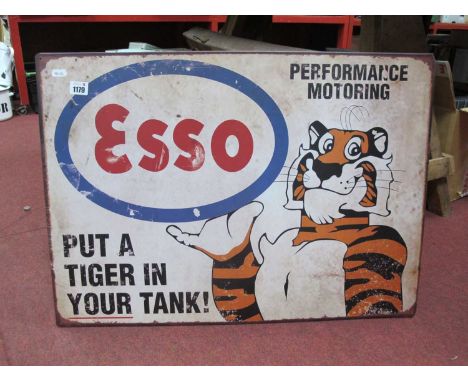 1179
PERFORMANCE
MOTORING
Esso
PUT A
TIGER IN
YOUR TANK!